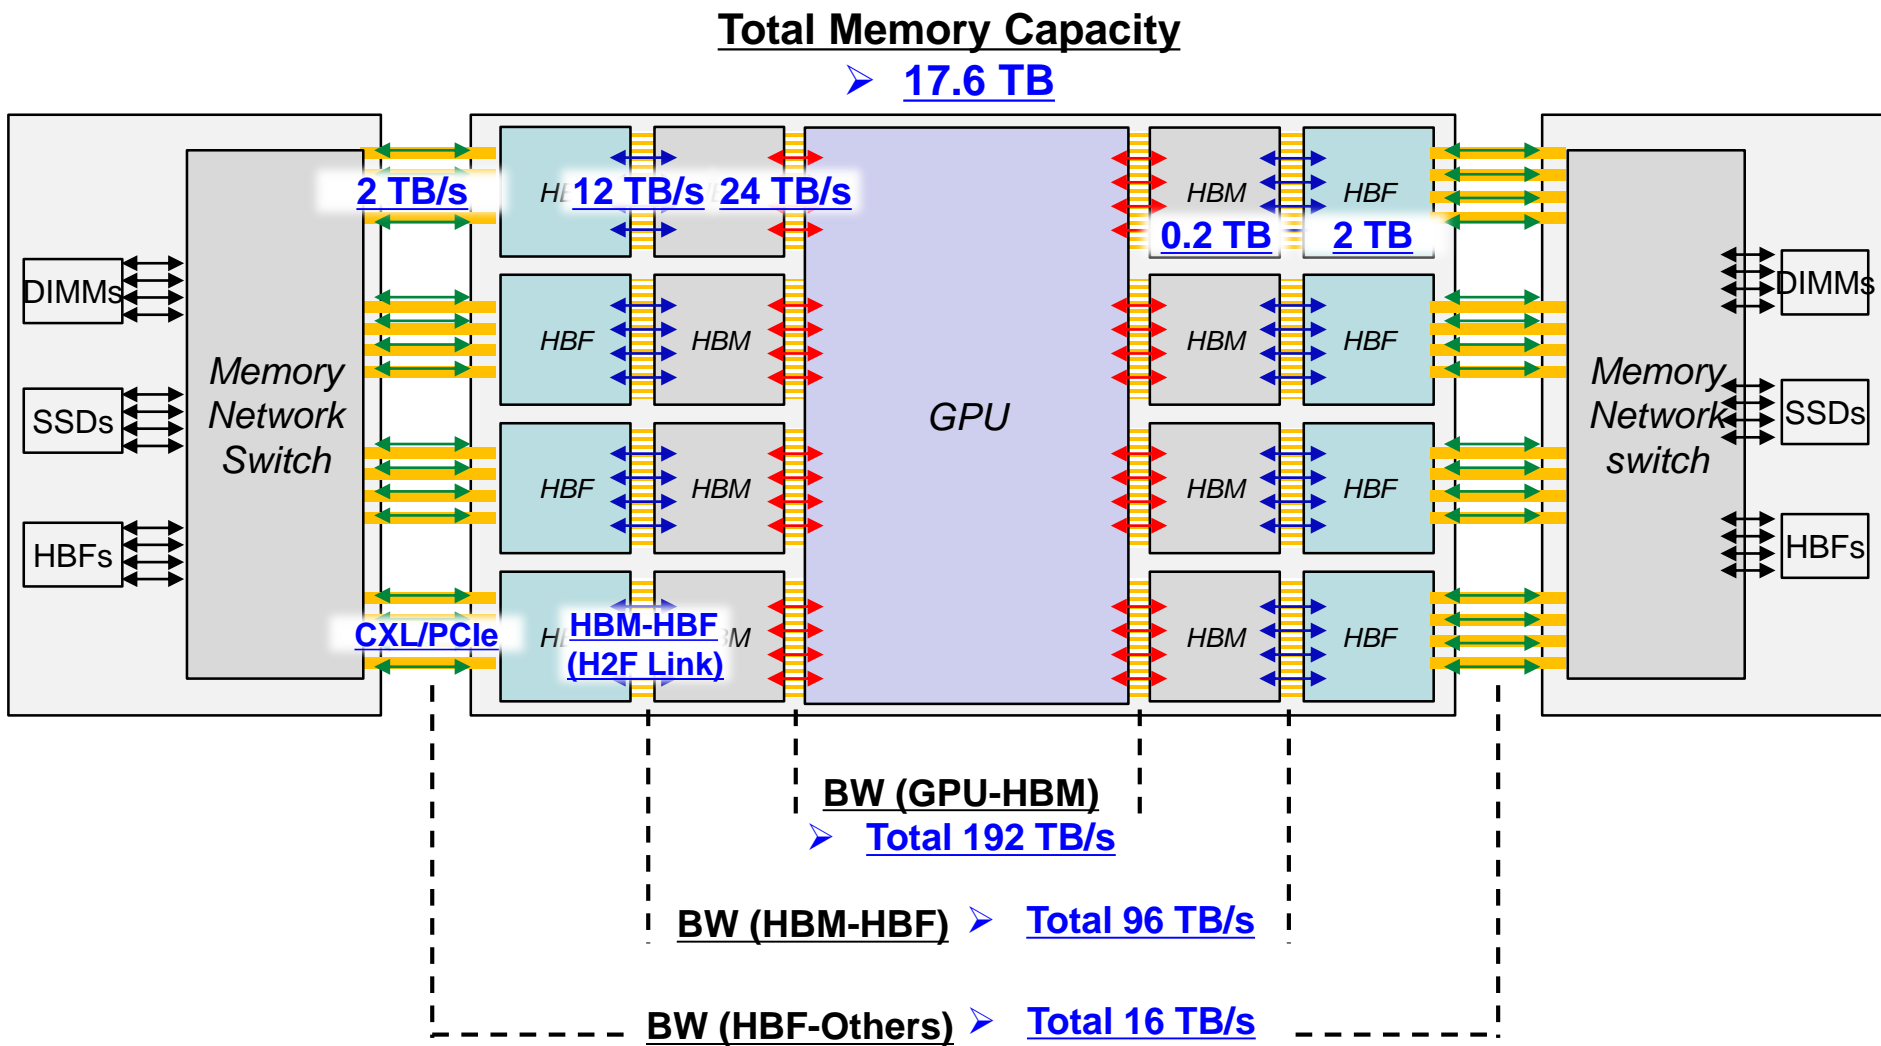 Total Memory Capacity
➢ 17.6 TB
2 TB/s
12 TB/s
24 TB/s
HBM
HBF
0.2 TB
2 TB
DIMMs
SSDs
HBFs
Memory
Network
Switch
HBF
HBM
HBF
HBM
GPU
HBM
HBF
HBM
HBF
Memory
Network
switch
DIMMs
SSDs
HBFs
CXL/PCIe
HBM-HBF
(H2F Link)
HBM
HBF
BW (GPU-HBM)
➢ Total 192 TB/s
BW (HBM-HBF) ➢ Total 96 TB/s
BW (HBF-Others) ➢ Total 16 TB/s